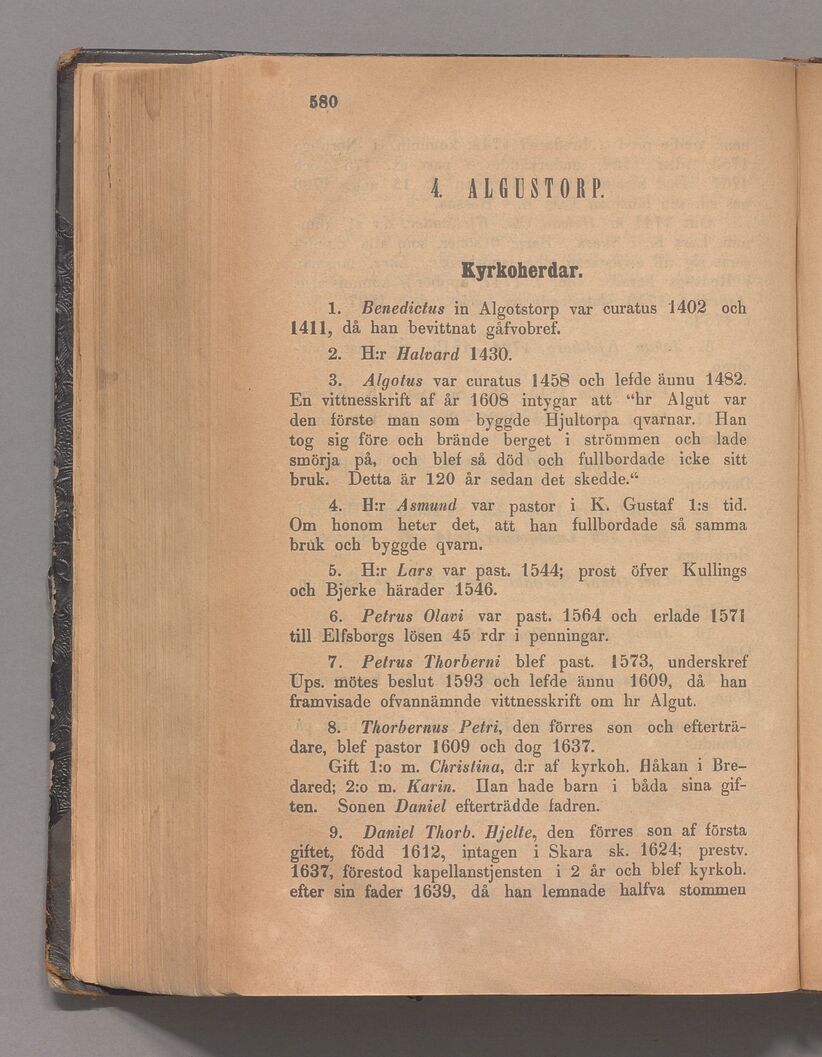 580
4. ALGUSTORP.
Kyrkoherdar.
1. Benedictus in Algotstorp var curatus 1402 och
1411, då han bevittnat gåfvobref.
2. H:r Halvard 1430.
3. Algotus var curatus 1458 och lefde ännu 1482.
En vittnesskrift af år 1608 intygar att “hr Algut var
den förste man som byggde Hjultorpa qvarnar. Han
tog sig före och brände berget i strömmen och lade
smörja på, och blef så död och fullbordade icke sitt
bruk. Detta är 120 år sedan det skedde.“
4. H:r Asmund var pastor i K. Gustaf 1:s tid.
Om honom heter det, att han fullbordade så samma
bruk och byggde qvarn.
5. H:r Lars var past. 1544; prost öfver Kullings
och Bjerke härader 1546.
6. Petrus Olavi var past. 1564 och erlade 1571
till Elfsborgs lösen 45 rdr i penningar.
7. Petrus Thorberni blef past. 1573, underskref
Ups. mötes beslut 1593 och lefde ännu 1609, då han
framvisade ofvannämnde vittnesskrift om hr Algut.
8. Thorbernus Petri, den förres son och efterträ-
dare, blef pastor 1609 och dog 1637.
Gift 1:o m. Christina, d:r af kyrkoh. Håkan i Bre-
dared; 2:o m. Karin. Han hade barn i båda sina gif-
ten. Sonen Daniel efterträdde fadren.
9. Daniel Thorb. Hjelte, den förres son af första
giftet, född 1612, intagen i Skara sk. 1624; prestv.
1637, förestod kapellanstjensten i 2 år och blef kyrkoh.
efter sin fader 1639, då han lemnade halfva stommen